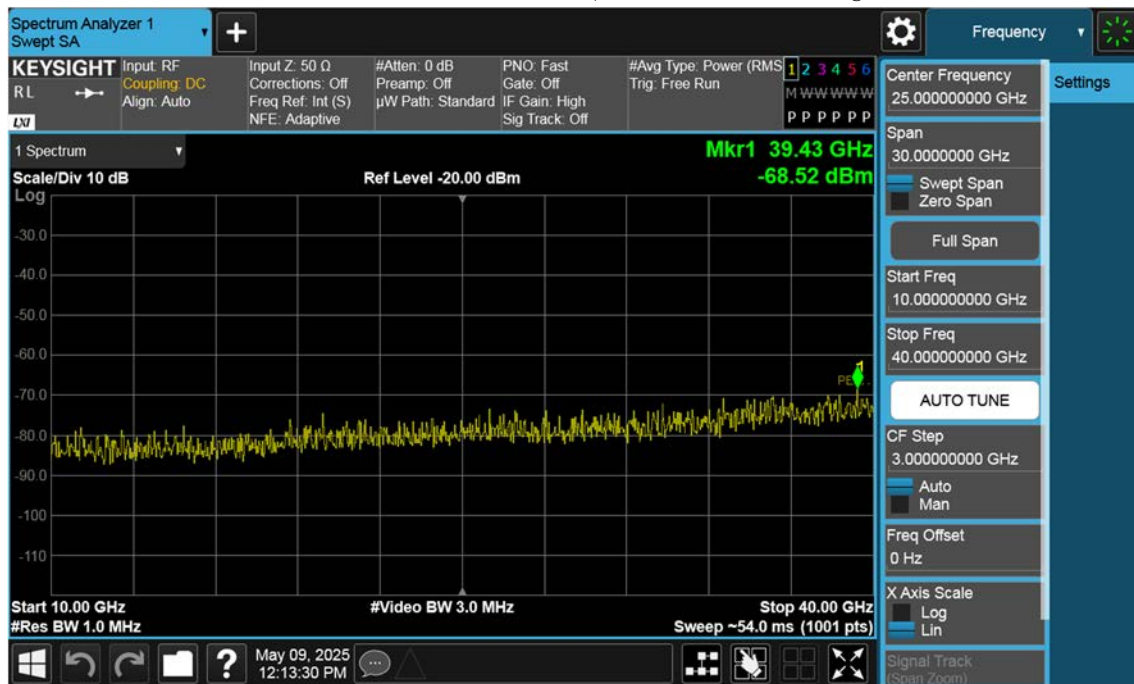 Spectrum Analyzer 1
Swept SA
Frequency
KEYSIGHT
RL
LXI
Input: RF
Coupling: DC
Align: Auto
Input Z: 50 Ω
Corrections: Off
Freq Ref: Int (S)
NFE: Adaptive
#Atten: 0 dB
Preamp: Off
µW Path: Standard
PNO: Fast
Gate: Off
IF Gain: High
Sig Track: Off
#Avg Type: Power (RMS
Trig: Free Run
1 2 3 4 5 6
M W W W W W
P P P P P P
1 Spectrum
Mkr1 39.43 GHz
Scale/Div 10 dB
Ref Level -20.00 dBm
-68.52 dBm
Log
-30.0
-40.0
-50.0
-60.0
-70.0
-80.0
-90.0
-100
-110
1
Start 10.00 GHz
#Video BW 3.0 MHz
Stop 40.00 GHz
#Res BW 1.0 MHz
Sweep ~54.0 ms (1001 pts)
?
May 09, 2025
12:13:30 PM
Center Frequency
25.000000000 GHz
Settings
Span
30.0000000 GHz
Swept Span
Zero Span
Full Span
Start Freq
10.000000000 GHz
Stop Freq
40.000000000 GHz
AUTO TUNE
CF Step
3.000000000 GHz
Auto
Man
Freq Offset
0 Hz
X Axis Scale
Log
Lin
Signal Track
(Span Zoom)